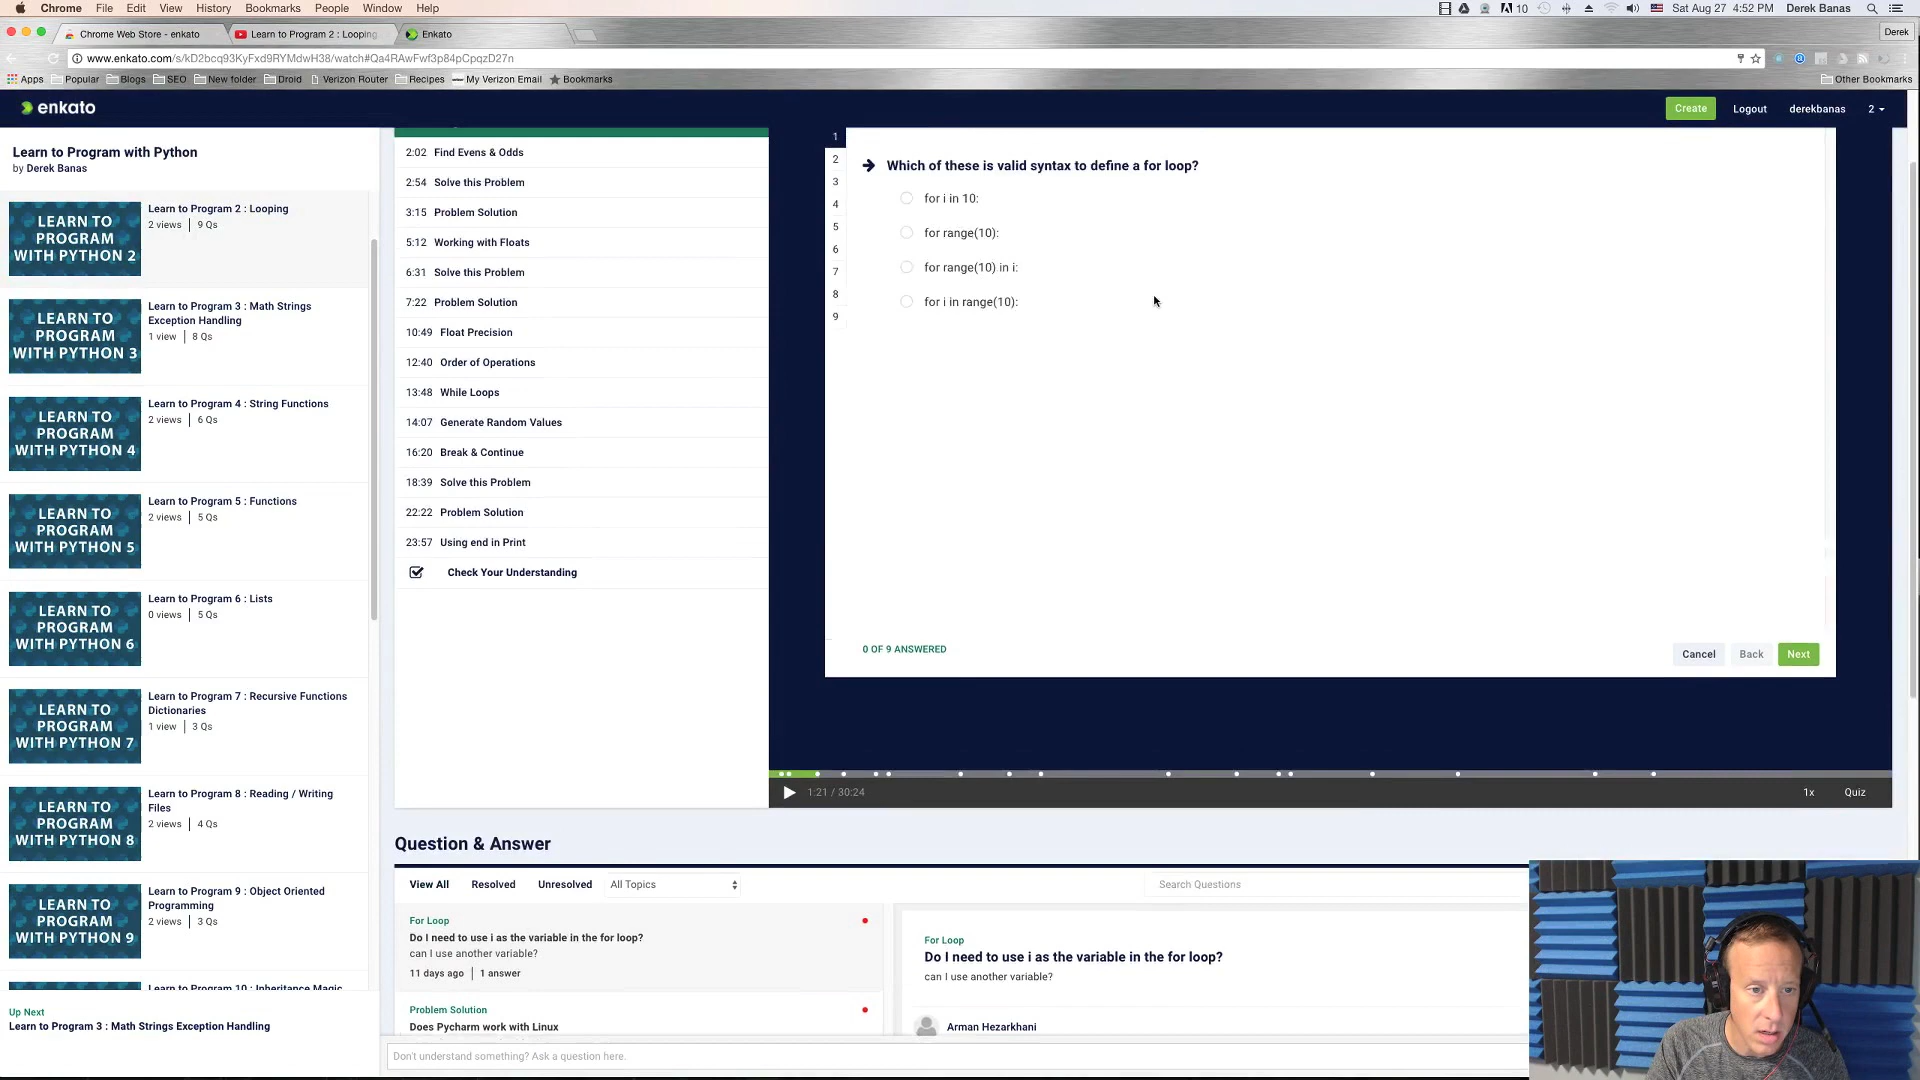 Chrome File Edit View History Bookmarks People Window Help
10 Sat Aug 27 4:52 PM Derek Banas
Chrome Web Store - enkato
Learn to Program 2 : Looping
Enkato
Derek
www.enkato.com/s/kD2bcq93KyFxd9RYMdwH38/watch#Qa4RAwFwf3p84pCpqzD27n
Apps Popular Blogs SEO New folder Droid Verizon Router Recipes My Verizon Email Bookmarks Other Bookmarks
enkato
Create Logout derekbanas 2
Learn to Program with Python
by Derek Banas
LEARN TO
PROGRAM
WITH PYTHON 2
Learn to Program 2 : Looping
2 views | 9 Qs
LEARN TO
PROGRAM
WITH PYTHON 3
Learn to Program 3 : Math Strings
Exception Handling
1 view | 8 Qs
LEARN TO
PROGRAM
WITH PYTHON 4
Learn to Program 4 : String Functions
2 views | 6 Qs
LEARN TO
PROGRAM
WITH PYTHON 5
Learn to Program 5 : Functions
2 views | 5 Qs
LEARN TO
PROGRAM
WITH PYTHON 6
Learn to Program 6 : Lists
0 views | 5 Qs
LEARN TO
PROGRAM
WITH PYTHON 7
Learn to Program 7 : Recursive Functions
Dictionaries
1 view | 3 Qs
LEARN TO
PROGRAM
WITH PYTHON 8
Learn to Program 8 : Reading / Writing
Files
2 views | 4 Qs
LEARN TO
PROGRAM
WITH PYTHON 9
Learn to Program 9 : Object Oriented
Programming
2 views | 3 Qs
Learn to Program 10 : Inheritance Magic
Up Next
Learn to Program 3 : Math Strings Exception Handling
2:02 Find Evens & Odds
2:54 Solve this Problem
3:15 Problem Solution
5:12 Working with Floats
6:31 Solve this Problem
7:22 Problem Solution
10:49 Float Precision
12:40 Order of Operations
13:48 While Loops
14:07 Generate Random Values
16:20 Break & Continue
18:39 Solve this Problem
22:22 Problem Solution
23:57 Using end in Print
Check Your Understanding
1
2
3
4
5
6
7
8
9
Which of these is valid syntax to define a for loop?
for i in 10:
for range(10):
for range(10) in i:
for i in range(10):
0 OF 9 ANSWERED
Cancel Back Next
1:21 / 30:24
1x Quiz
Question & Answer
View All Resolved Unresolved All Topics
Search Questions
For Loop
Do I need to use i as the variable in the for loop?
can I use another variable?
11 days ago | 1 answer
Problem Solution
Does Pycharm work with Linux
For Loop
Do I need to use i as the variable in the for loop?
can I use another variable?
Arman Hezarkhani
Don't understand something? Ask a question here.